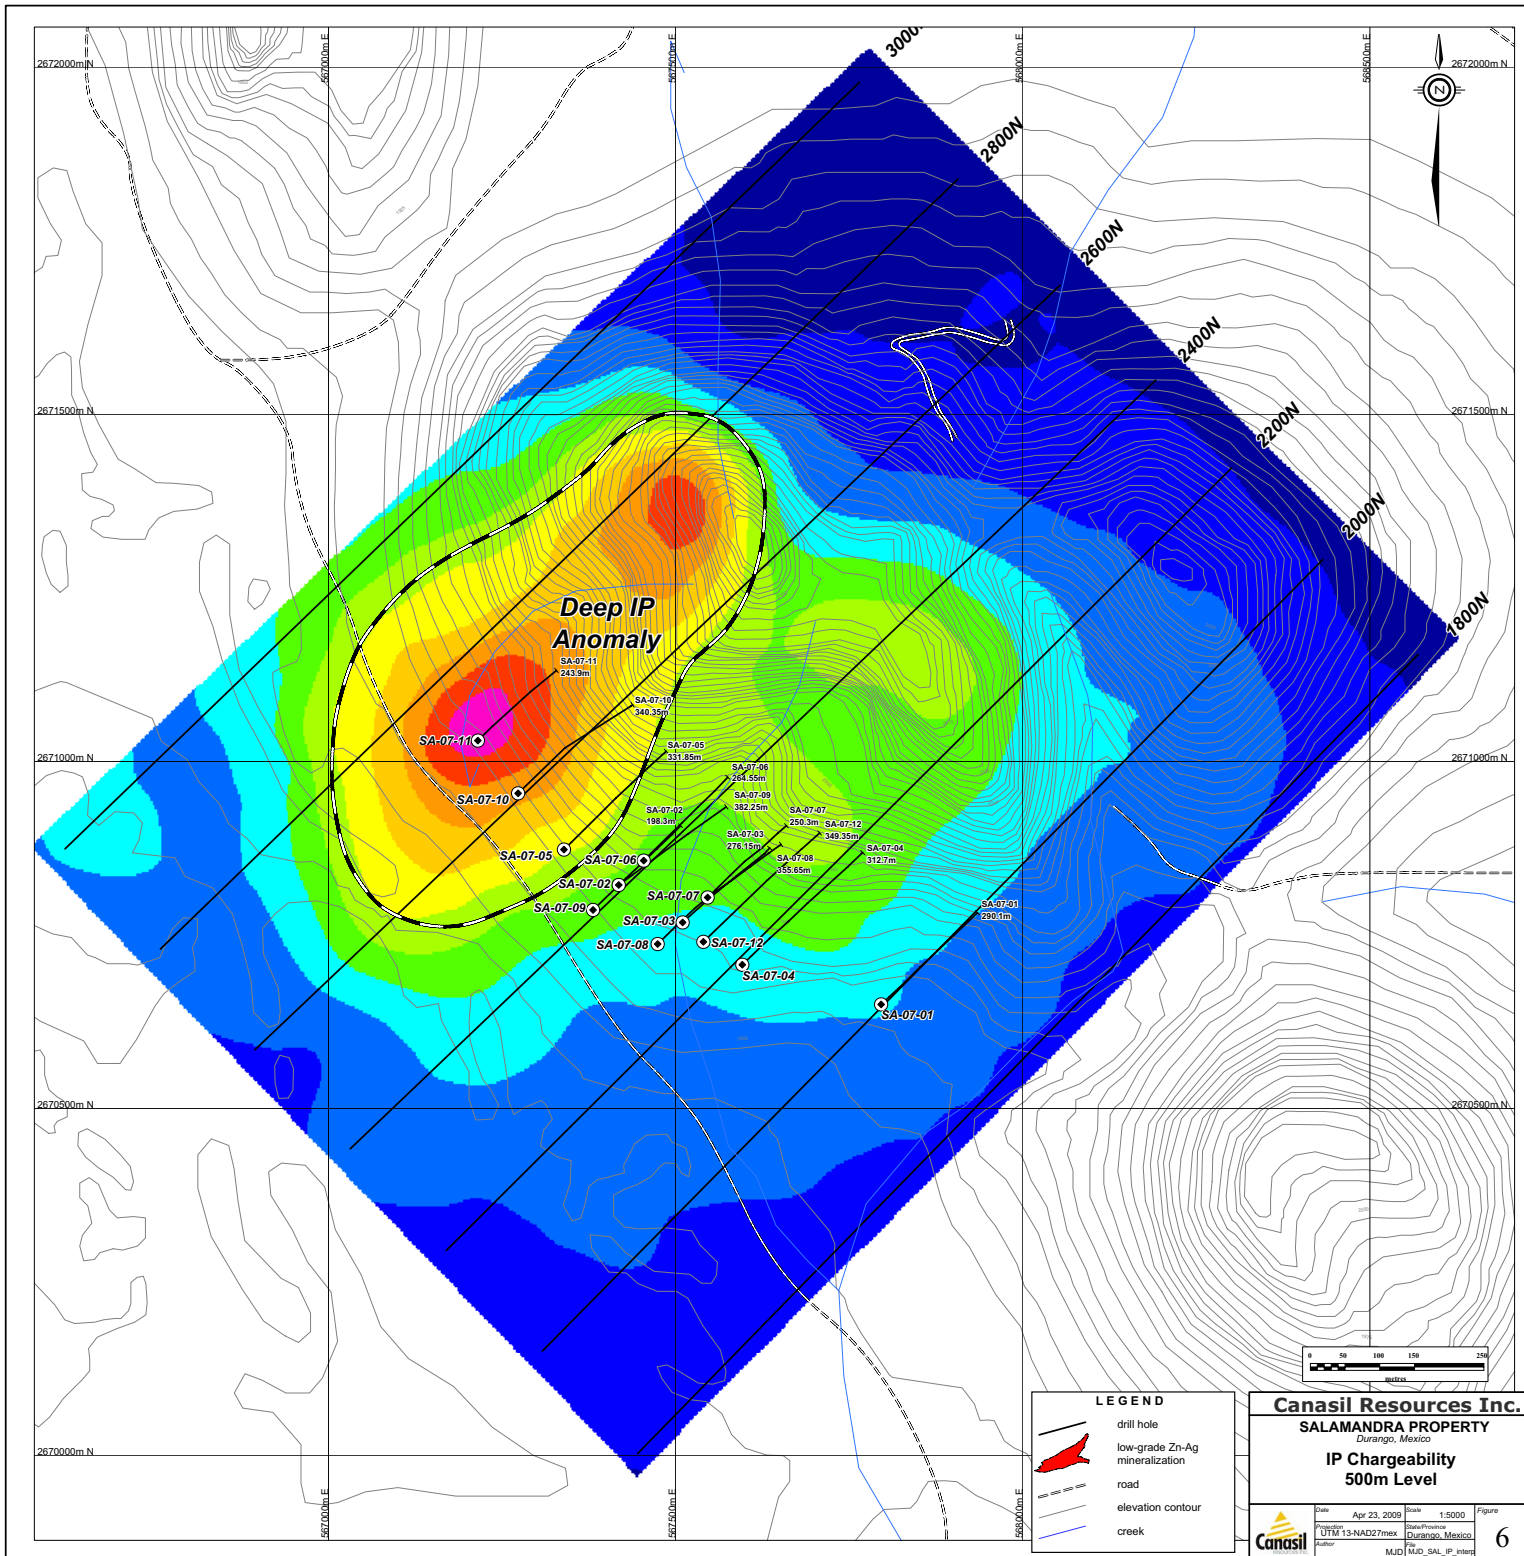 3000
2800N
2600N
2400N
2200N
2000N
1800N
2672000m N
2672000m N
2671500m N
2671500m N
2671000m N
2671000m N
2670500m N
2670500m N
2670000m N
567000m E
567500m E
568000m E
568500m E
567000m E
567500m E
568000m E
N
Deep IP
Anomaly
SA-07-11
243.9m
SA-07-10
340.35m
SA-07-05
331.85m
SA-07-06
264.55m
SA-07-09
382.25m
SA-07-02
198.3m
SA-07-07
250.3m
SA-07-12
349.35m
SA-07-03
276.15m
SA-07-04
312.7m
SA-07-08
355.65m
SA-07-01
290.1m
SA-07-11
SA-07-10
SA-07-05
SA-07-06
SA-07-02
SA-07-09
SA-07-07
SA-07-03
SA-07-08
SA-07-12
SA-07-04
SA-07-01
0 50 100 150 250
metres
LEGEND
drill hole
low-grade Zn-Ag
mineralization
road
elevation contour
creek
Canasil Resources Inc.
SALAMANDRA PROPERTY
Durango, Mexico
IP Chargeability
500m Level
Canasil
Date Apr 23, 2009
Scale 1:5000
Figure 6
Projection UTM 13-NAD27mex
State/Province Durango, Mexico
Author MJD
File MJD_SAL_IP_interp